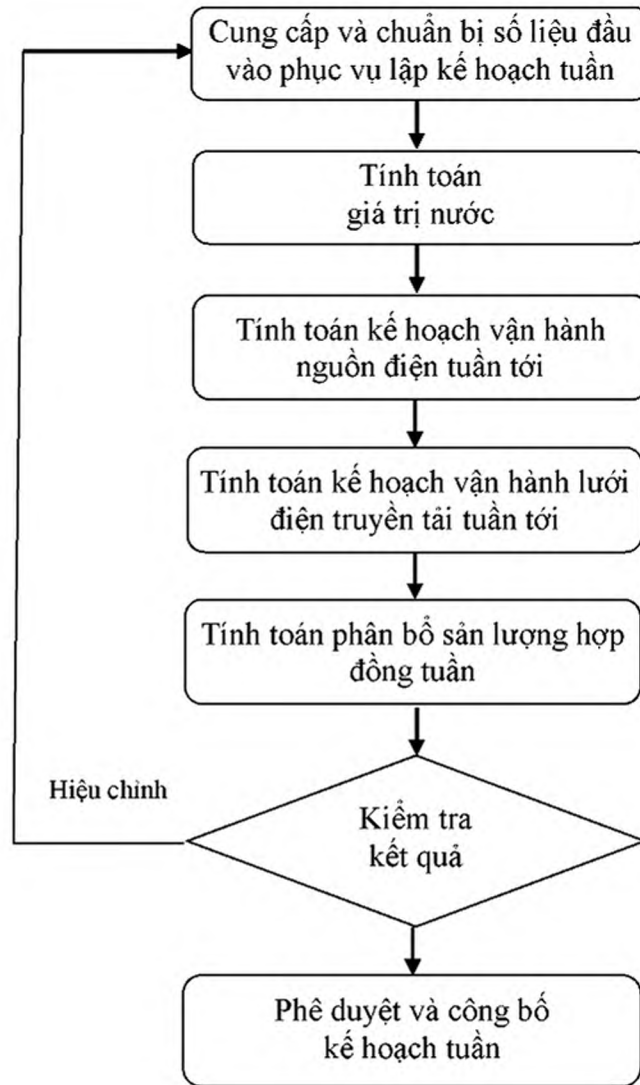 Cung cấp và chuẩn bị số liệu đầu
vào phục vụ lập kế hoạch tuần
Tính toán
giá trị nước
Tính toán kế hoạch vận hành
nguồn điện tuần tới
Tính toán kế hoạch vận hành lưới
điện truyền tải tuần tới
Tính toán phân bổ sản lượng hợp
đồng tuần
Hiệu chỉnh
Kiểm tra
kết quả
Phê duyệt và công bố
kế hoạch tuần